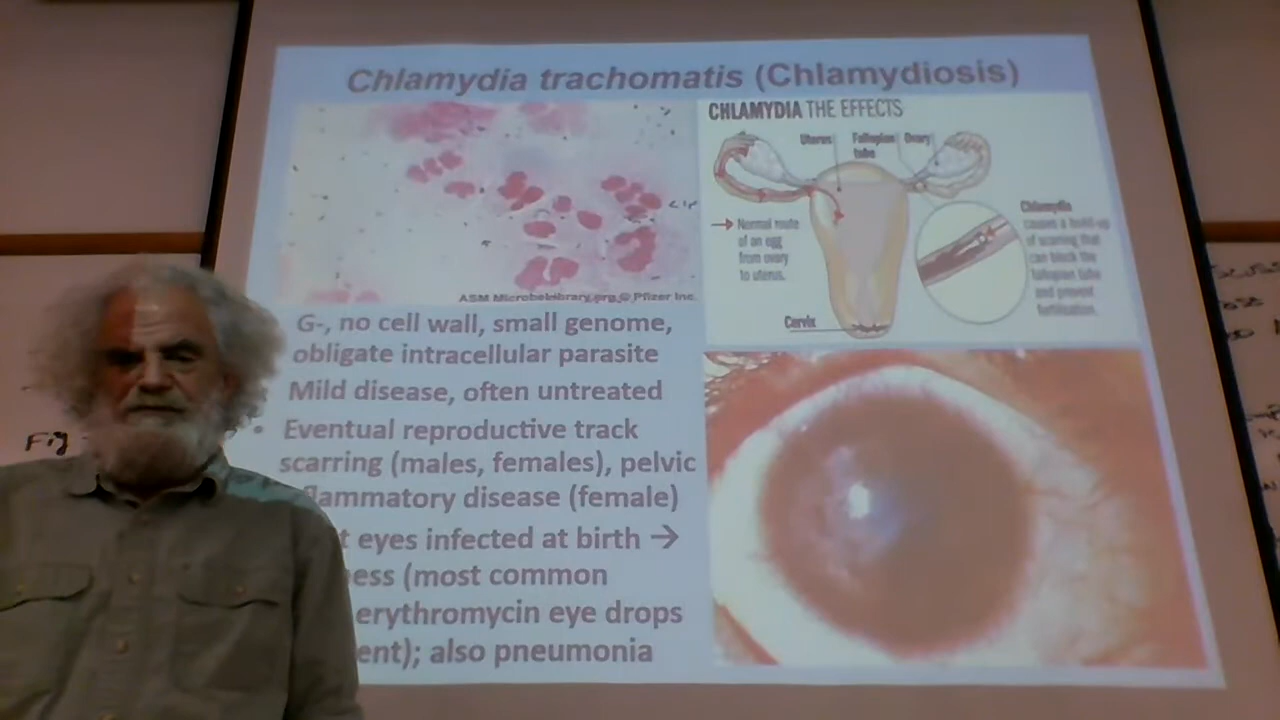 Chlamydia trachomatis (Chlamydiosis)
ASM Microbelibrary.org © Pfizer Inc.
CHLAMYDIA THE EFFECTS
Uterus
Fallopian
tube
Ovary
Normal route
of an egg
from ovary
to uterus.
Chlamydia
causes a build-up
of scarring that
can block the
fallopian tube
and prevent
fertilisation.
Cervix
G-, no cell wall, small genome,
obligate intracellular parasite
Mild disease, often untreated
• Eventual reproductive track
scarring (males, females), pelvic
flammatory disease (female)
t eyes infected at birth →
ess (most common
erythromycin eye drops
ent); also pneumonia
Fig